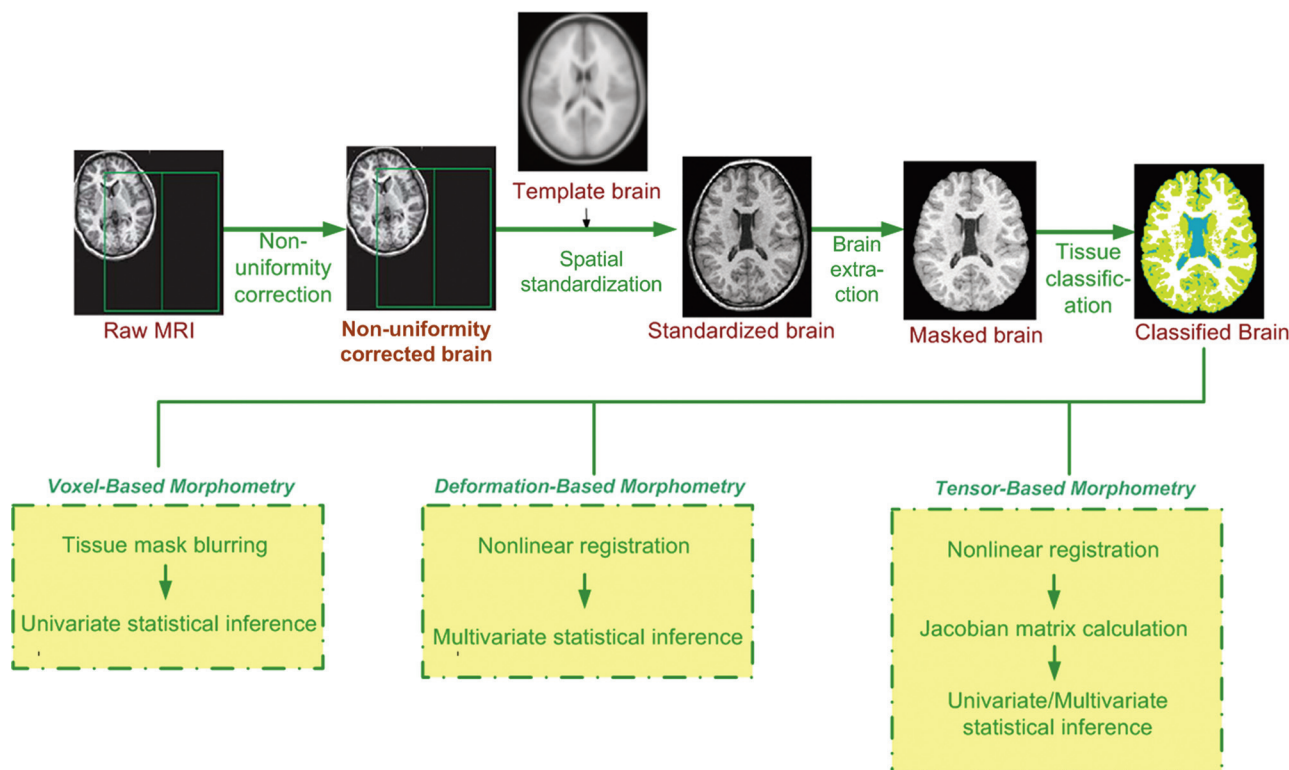 Template brain
Non-
uniformity
correction
Spatial
standardization
Brain
extra-
ction
Tissue
classific-
ation
Raw MRI
Non-uniformity
corrected brain
Standardized brain
Masked brain
Classified Brain
Voxel-Based Morphometry
Tissue mask blurring
Univariate statistical inference
Deformation-Based Morphometry
Nonlinear registration
Multivariate statistical inference
Tensor-Based Morphometry
Nonlinear registration
Jacobian matrix calculation
Univariate/Multivariate
statistical inference